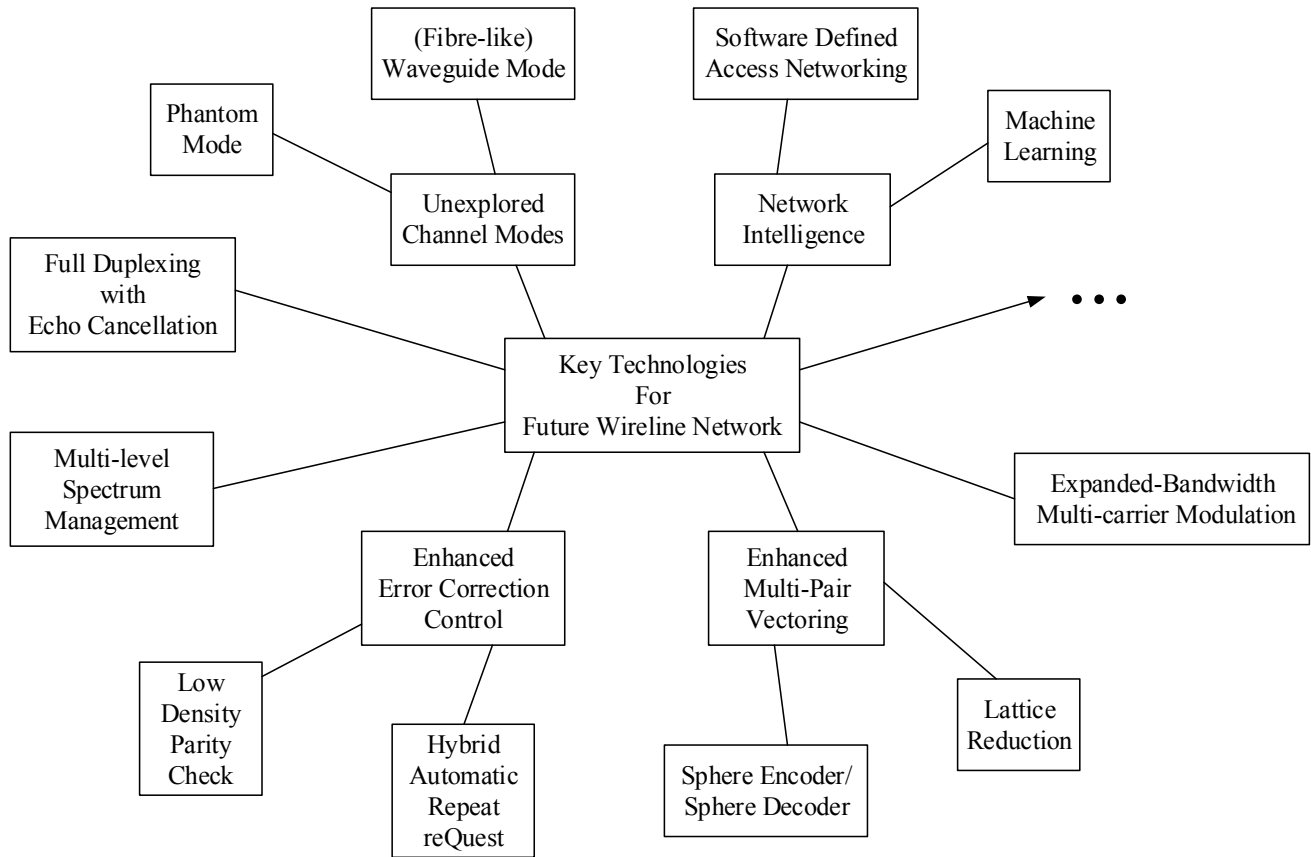 (Fibre-like)
Waveguide Mode
Software Defined
Access Networking
Phantom
Mode
Machine
Learning
Unexplored
Channel Modes
Network
Intelligence
Full Duplexing
with
Echo Cancellation
Key Technologies
For
Future Wireline Network
Multi-level
Spectrum
Management
Expanded-Bandwidth
Multi-carrier Modulation
Enhanced
Error Correction
Control
Enhanced
Multi-Pair
Vectoring
Low
Density
Parity
Check
Hybrid
Automatic
Repeat
reQuest
Sphere Encoder/
Sphere Decoder
Lattice
Reduction